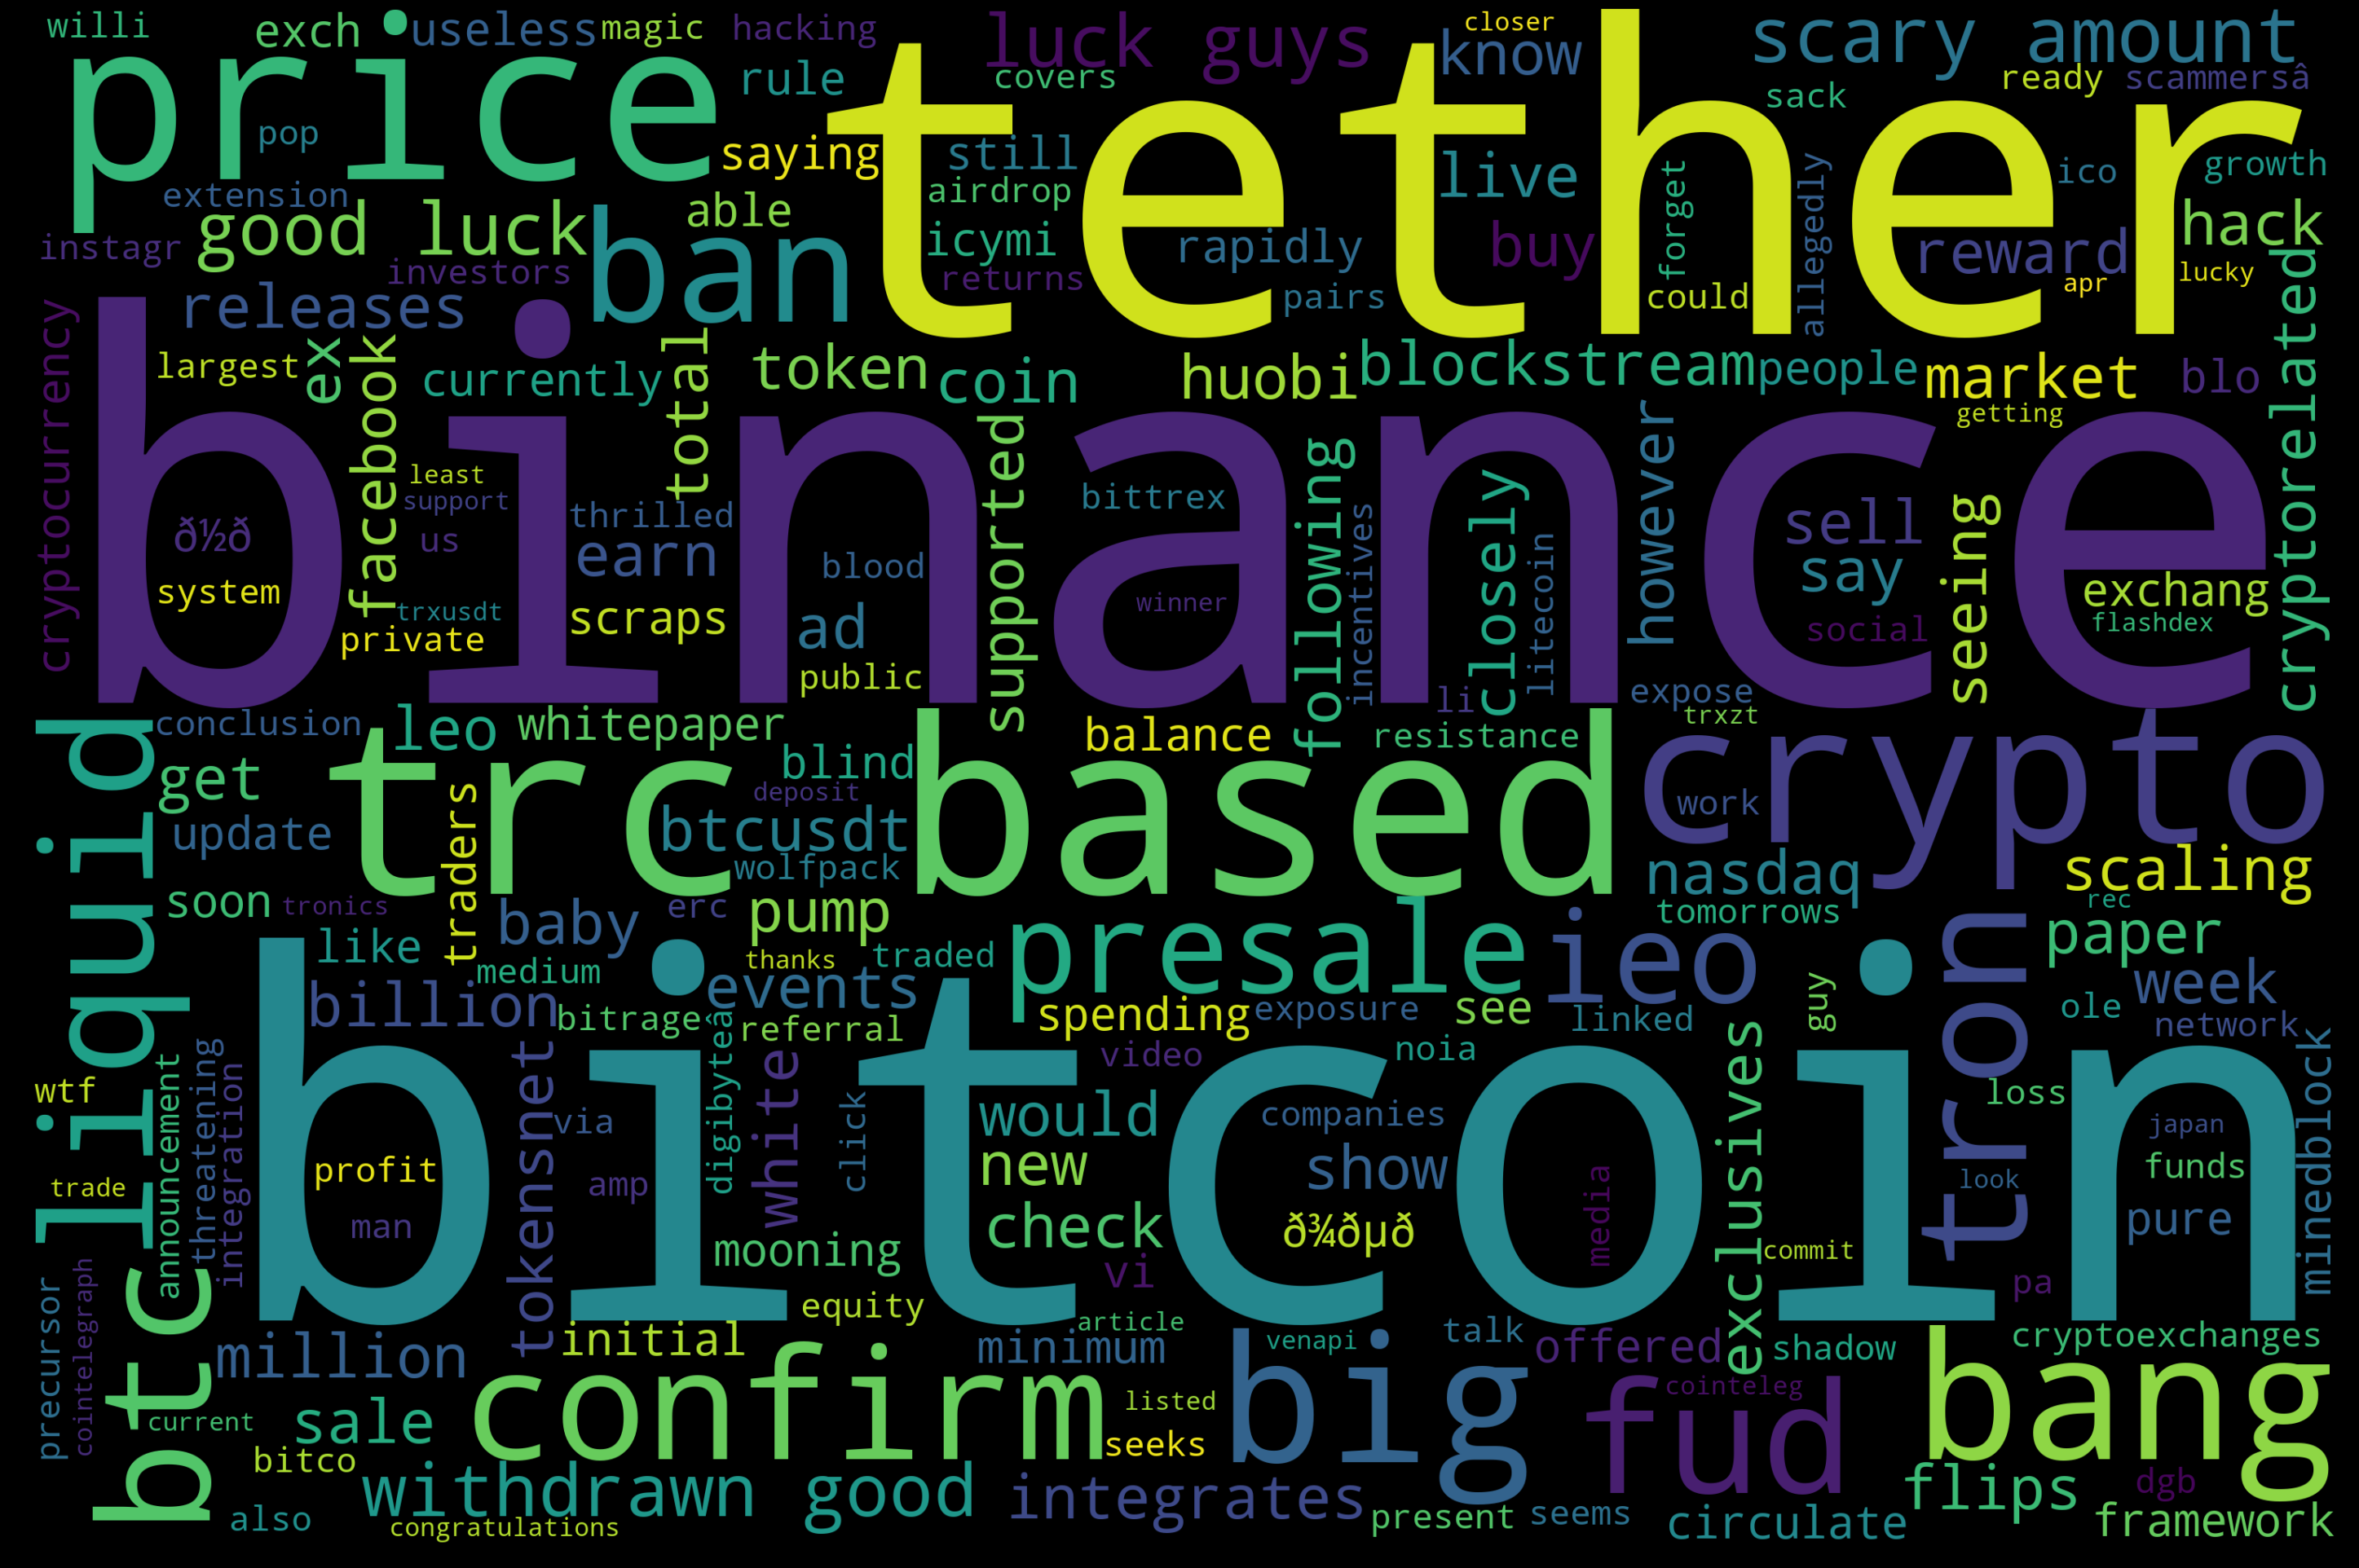 willi
exch
useless
magic
hacking
luck guys
closer
know
scary amount
price
tether
rule
covers
ready
scammersâ
sack
pop
saying
still
live
forget
allegedly
ico
growth
extension
able
airdrop
good luck
ban
icymi
rapidly
buy
reward
hack
instagr
investors
returns
pairs
could
apr
lucky
releases
cryptocurrency
largest
ex
facebook
currently
total
token
coin
huobi
blockstream
people
market
blo
cryptorelated
binance
getting
least
support
supported
bittrex
following
closely
however
seeing
ð½ð
us
thrilled
earn
incentives
litecoin
sell
say
system
blood
winner
exchang
trxusdt
scraps
ad
social
flashdex
private
public
li
expose
liquid
conclusion
leo
whitepaper
balance
resistance
trxzt
trc based
crypto
get
blind
deposit
traders
update
btcusdt
work
wolfpack
nasdaq
scaling
soon
tronics
baby
erc
pump
presale
ieo
tomorrows
rec
tron
paper
like
medium
thanks
traded
events
billion
bitrage
referral
spending
exposure
see
linked
guy
week
ole
network
bitcoin
wtf
announcement
threatening
integration
tokensnet
digibyteâ
white
video
noia
exclusives
loss
minedblock
via
click
would
companies
profit
amp
new
show
media
japan
funds
trade
man
look
check
ð¾ðµð
pure
mooning
commit
vi
pa
btc
precursor
cointelegraph
equity
million
initial
article
minimum
venapi
talk
offered
shadow
cryptoexchanges
confirm
big
fud
bang
cointeleg
current
sale
listed
seeks
bitco
withdrawn good
integrates
flips
dgb
also
congratulations
present
seems
circulate
framework